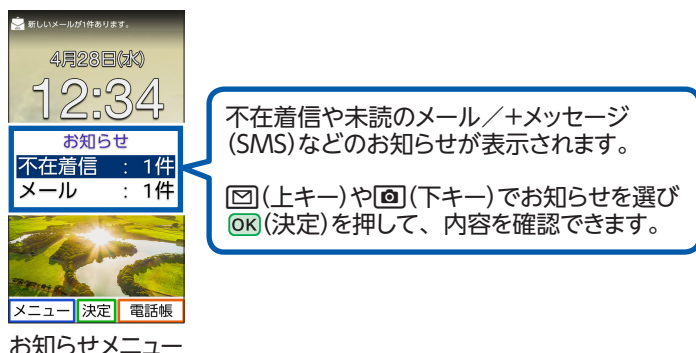 新しいメールが1件あります。
4月28日(水)
12:34
お知らせ
不在着信 : 1件
メール : 1件
メニュー 決定 電話帳
お知らせメニュー
不在着信や未読のメール／+メッセージ
(SMS)などのお知らせが表示されます。
(上キー)や(下キー)でお知らせを選び
OK(決定)を押して、内容を確認できます。